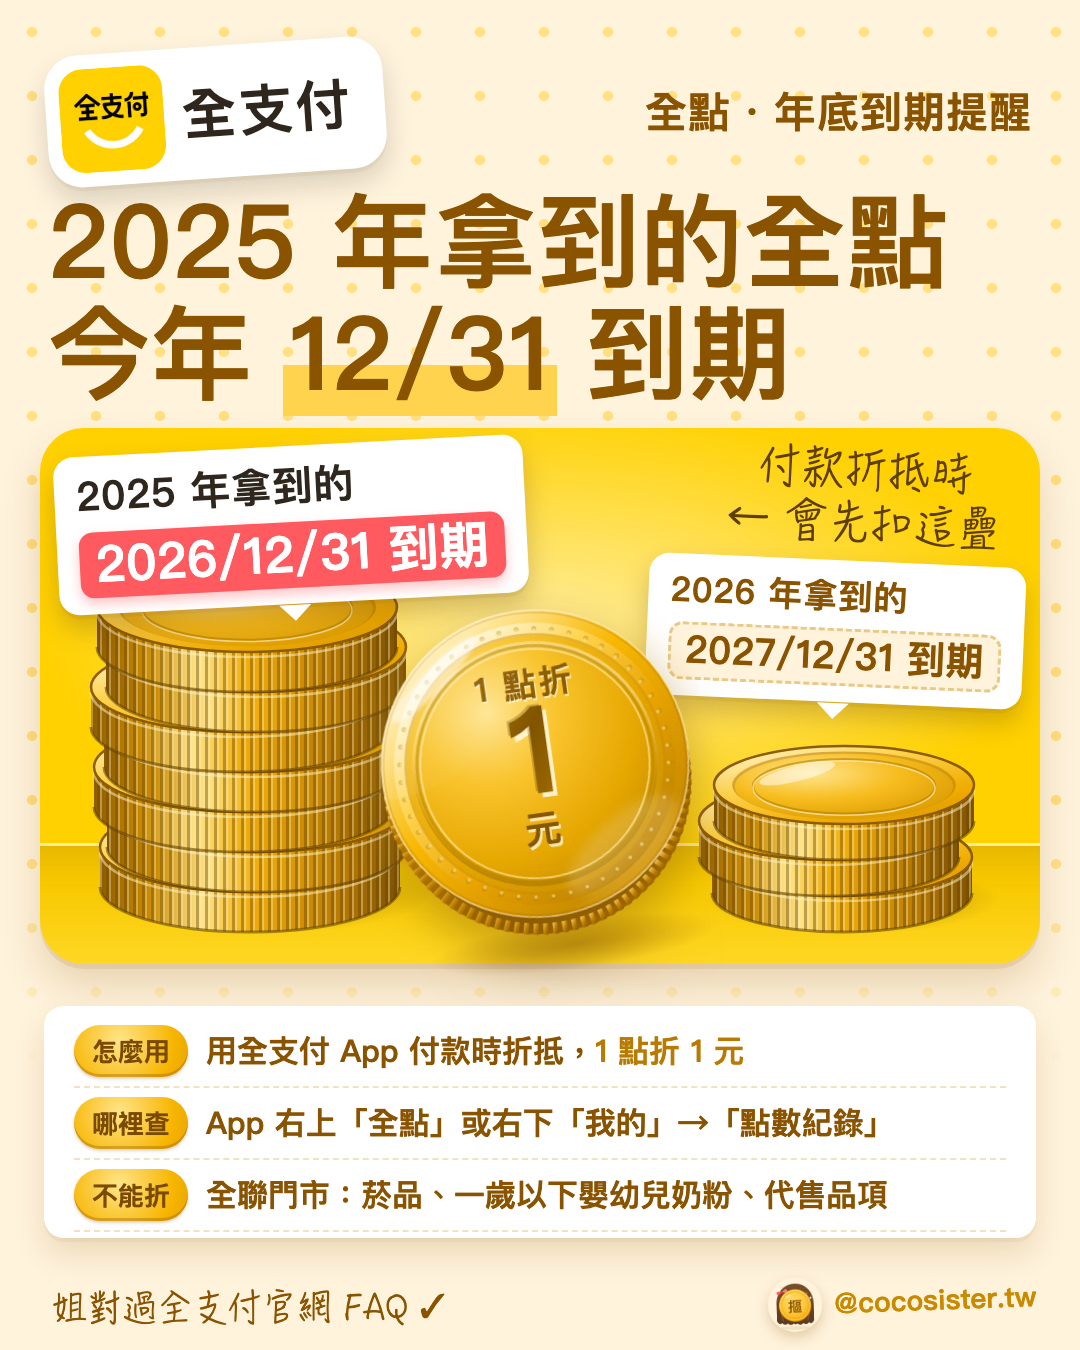 全支付
全支付
全點・年底到期提醒
2025 年拿到的全點
今年 12/31 到期
2025 年拿到的
2026/12/31 到期
付款折抵時
← 會先扣這疊
2026 年拿到的
2027/12/31 到期
1 點折
1
元
怎麼用
用全支付 App 付款時折抵，1 點折 1 元
哪裡查
App 右上「全點」或右下「我的」→「點數紀錄」
不能折
全聯門市：菸品、一歲以下嬰幼兒奶粉、代售品項
姐對過全支付官網 FAQ ✓
摳
@cocosister.tw